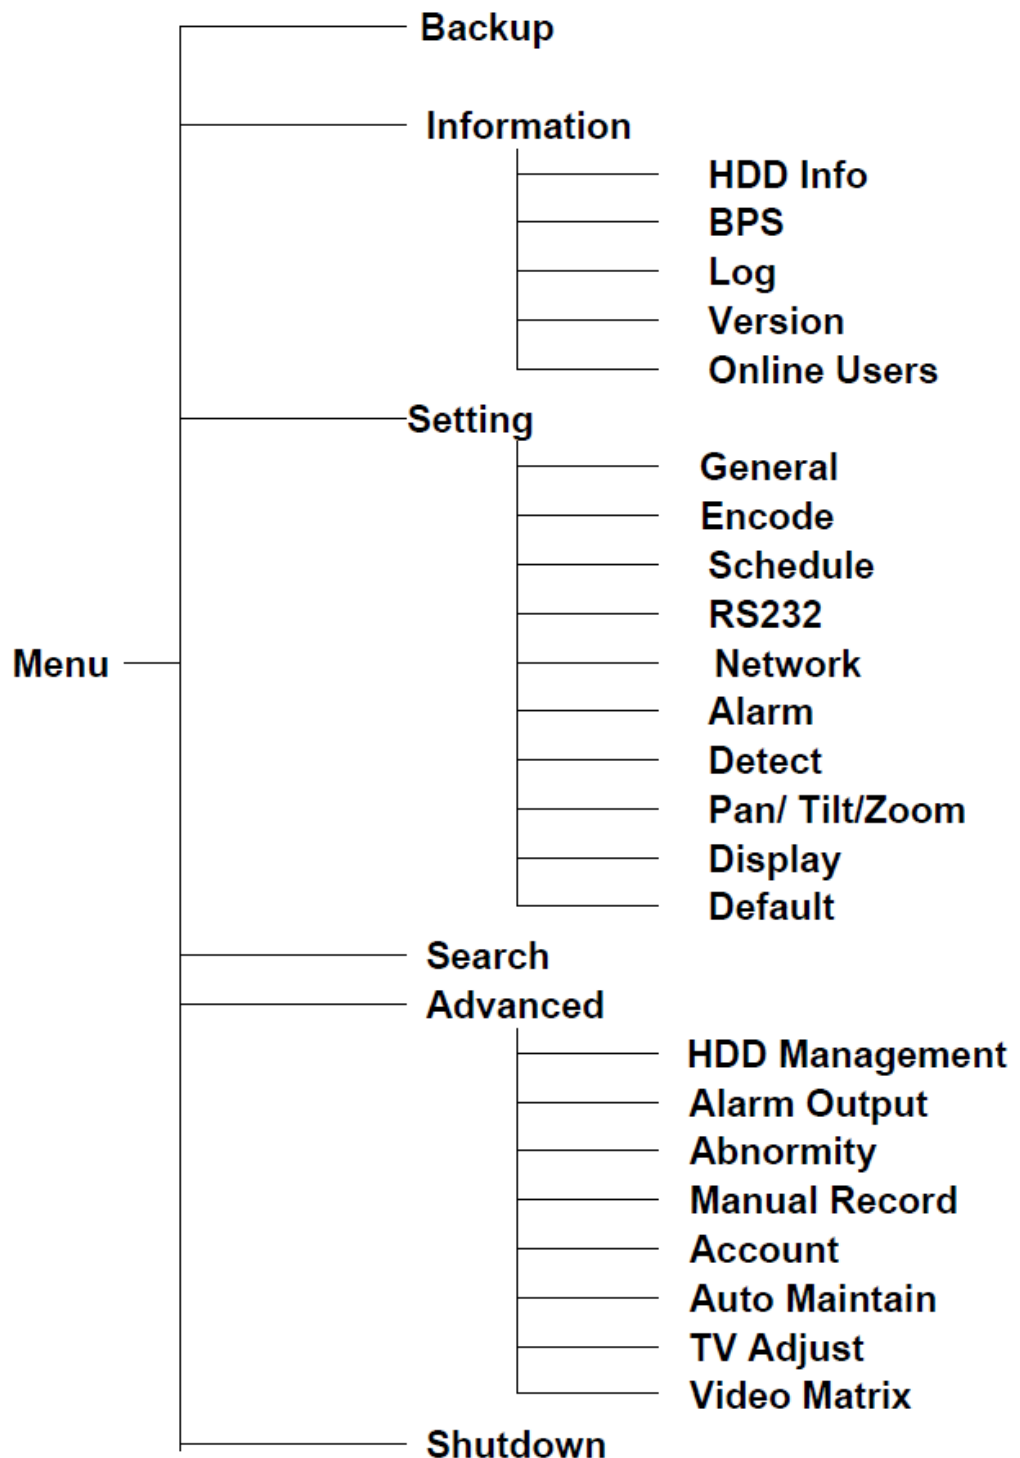 Backup
Information
HDD Info
BPS
Log
Version
Online Users
Setting
General
Encode
Schedule
RS232
Menu
Network
Alarm
Detect
Pan/ Tilt/Zoom
Display
Default
Search
Advanced
HDD Management
Alarm Output
Abnormity
Manual Record
Account
Auto Maintain
TV Adjust
Video Matrix
Shutdown